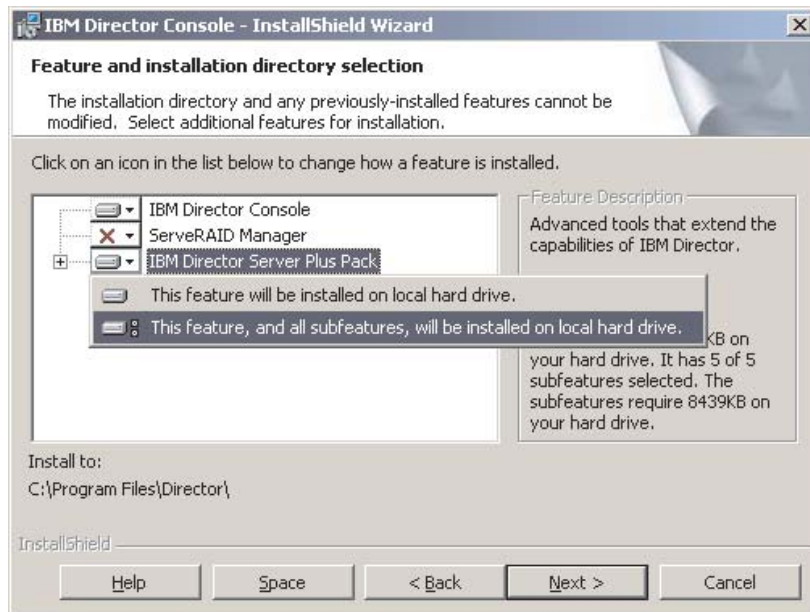 IBM Director Console - InstallShield Wizard
Feature and installation directory selection
The installation directory and any previously-installed features cannot be
modified. Select additional features for installation.
Click on an icon in the list below to change how a feature is installed.
IBM Director Console
ServeRAID Manager
IBM Director Server Plus Pack
This feature will be installed on local hard drive.
This feature, and all subfeatures, will be installed on local hard drive.
Feature Description
Advanced tools that extend the
capabilities of IBM Director.
KB on
your hard drive. It has 5 of 5
subfeatures selected. The
subfeatures require 8439KB on
your hard drive.
Install to:
C:\Program Files\Director\
InstallShield
Help
Space
< Back
Next >
Cancel